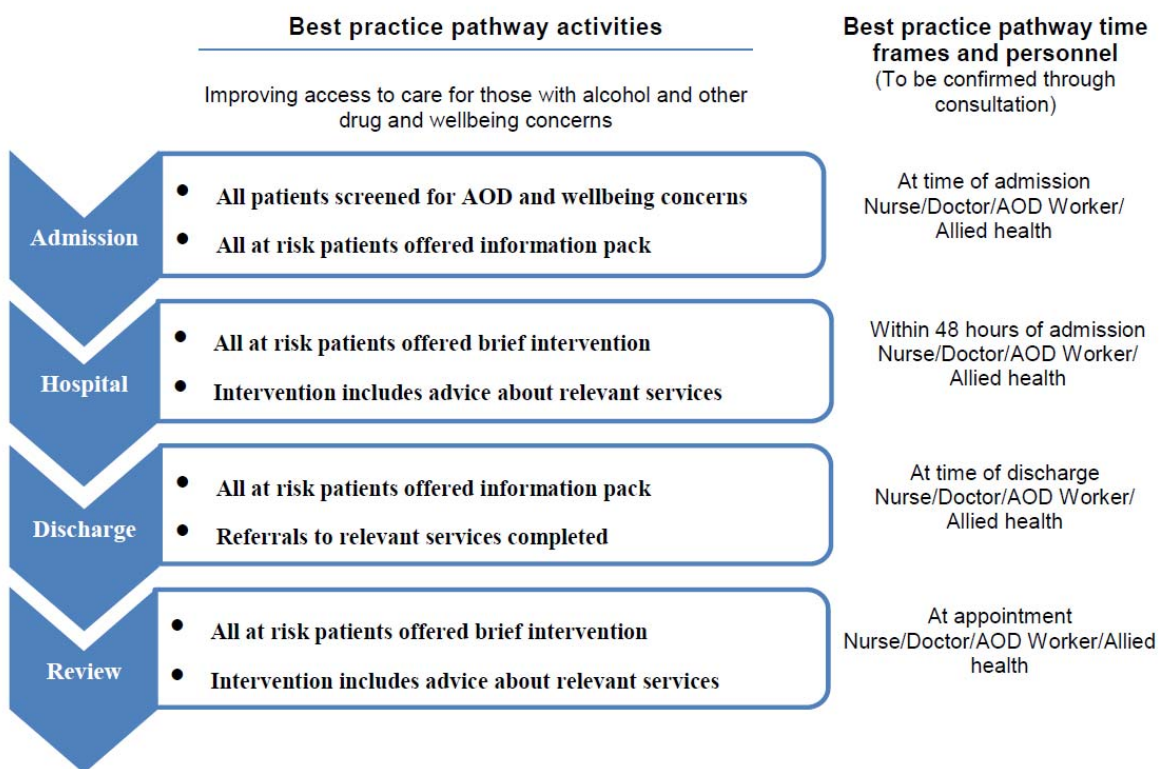 Best practice pathway activities
Improving access to care for those with alcohol and other
drug and wellbeing concerns
Best practice pathway time
frames and personnel
(To be confirmed through
consultation)
Admission
• All patients screened for AOD and wellbeing concerns
• All at risk patients offered information pack
At time of admission
Nurse/Doctor/AOD Worker/
Allied health
Hospital
• All at risk patients offered brief intervention
• Intervention includes advice about relevant services
Within 48 hours of admission
Nurse/Doctor/AOD Worker/
Allied health
Discharge
• All at risk patients offered information pack
• Referrals to relevant services completed
At time of discharge
Nurse/Doctor/AOD Worker/
Allied health
Review
• All at risk patients offered brief intervention
• Intervention includes advice about relevant services
At appointment
Nurse/Doctor/AOD Worker/Allied
health